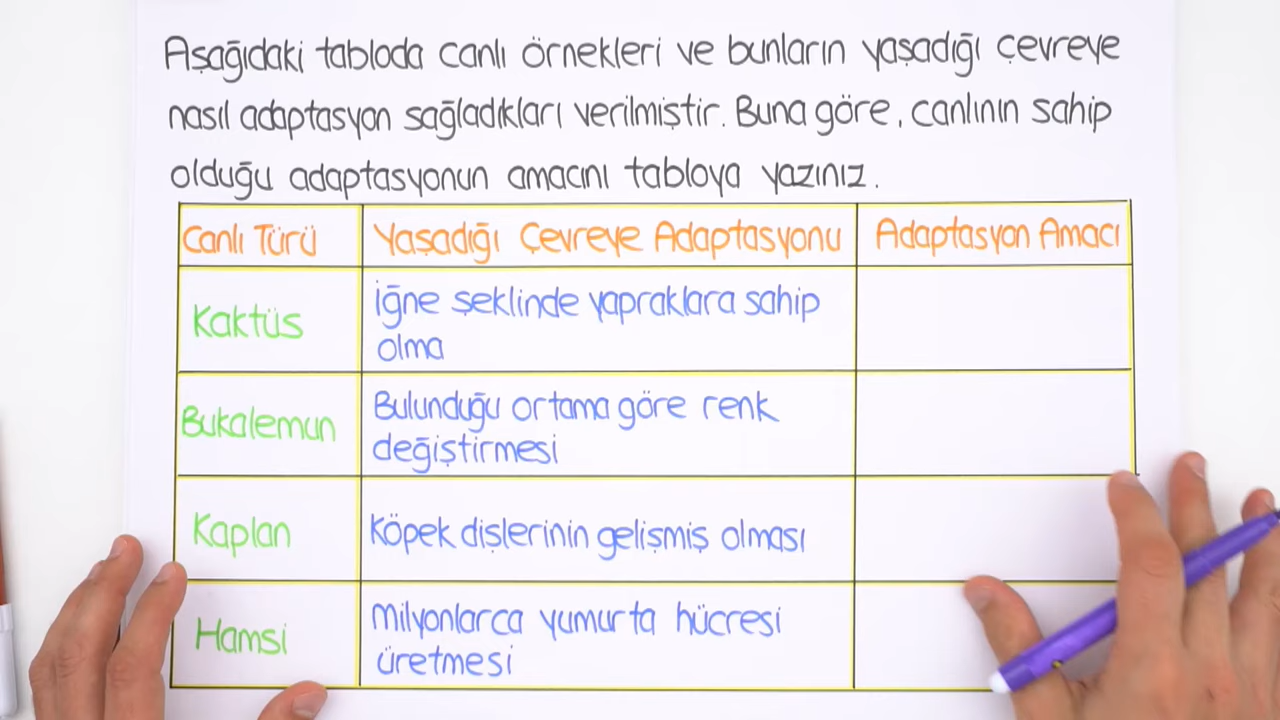 Aşağıdaki tabloda canlı örnekleri ve bunların yaşadığı çevreye
nasıl adaptasyon sağladıkları verilmiştir. Buna göre, canlının sahip
olduğu adaptasyonun amacını tabloya yazınız.
Canlı Türü Yaşadığı Çevreye Adaptasyonu Adaptasyon Amacı
Kaktüs
İğne şeklinde yapraklara sahip
olma
Bukalemun
Bulunduğu ortama göre renk
değiştirmesi
Kaplan
Köpek dişlerinin gelişmiş olması
Hamsi
Milyonlarca yumurta hücresi
üretmesi